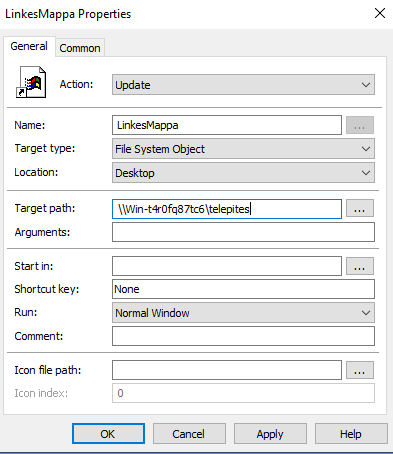 LinkesMappa Properties
General Common
Action: Update
Name: LinkesMappa ...
Target type: File System Object
Location: Desktop
Target path: \\Win-t4r0fq87tc6\telepites ...
Arguments:
Start in: ...
Shortcut key: None
Run: Normal Window
Comment:
Icon file path: ...
Icon index: 0
OK Cancel Apply Help